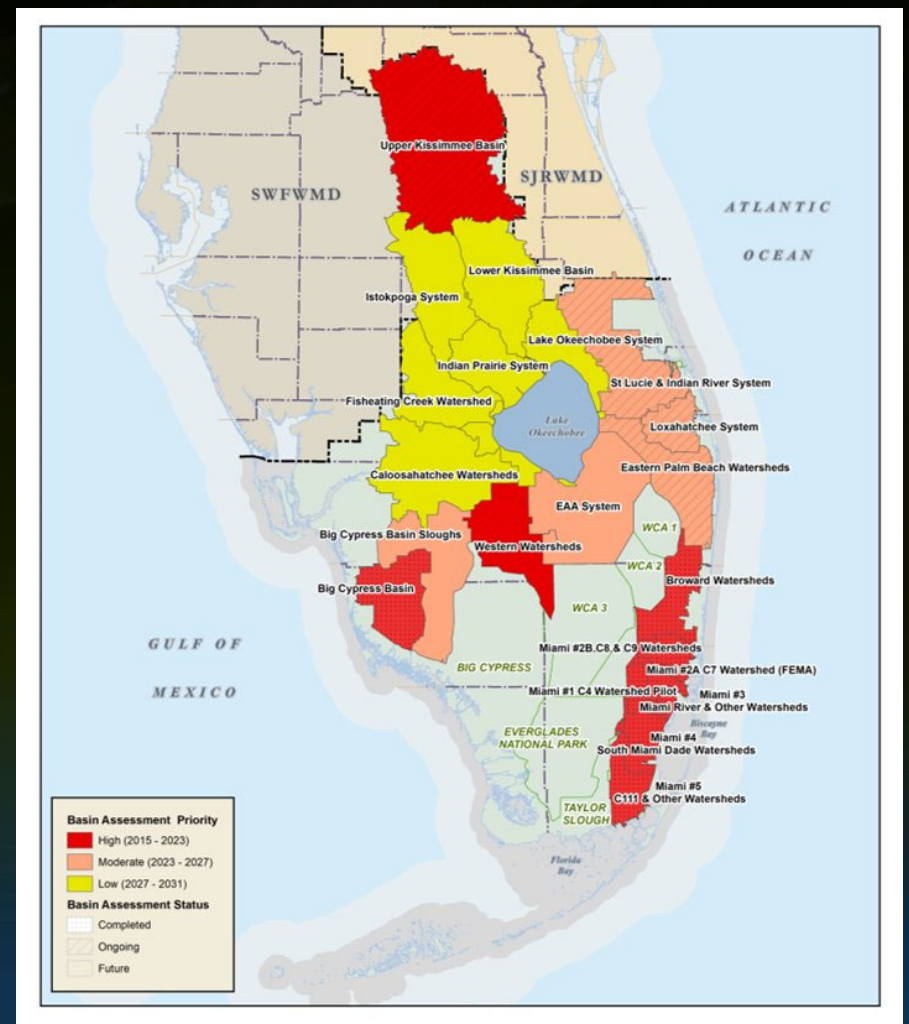 Upper Kissimmee Basin
SJRWMD
SWFWMD
ATLANTIC
OCEAN
Lower Kissimmee Basin
Istokpoga System
Lake Okeechobee System
Indian Prairie System
St Lucie & Indian River System
Fisheating Creek Watershed
Lake
Okeechobee
Loxahatchee System
Eastern Palm Beach Watersheds
Caloosahatchee Watersheds
EAA System
WCA 1
Big Cypress Basin Sloughs
Western Watersheds
WCA 2
Broward Watersheds
Big Cypress Basin
WCA 3
GULF OF
MEXICO
Miami #2B.C8 & C9 Watersheds
BIG CYPRESS
Miami #2A C7 Watershed (FEMA)
Miami #1 C4 Watershed Pilot
Miami #3
Miami River & Other Watersheds
Biscayne
Bay
EVERGLADES
NATIONAL PARK
Miami #4
South Miami Dade Watersheds
Miami #5
C111 & Other Watersheds
TAYLOR
SLOUGH
Florida
Bay
Basin Assessment Priority
High (2015 - 2023)
Moderate (2023 - 2027)
Low (2027 - 2031)
Basin Assessment Status
Completed
Ongoing
Future